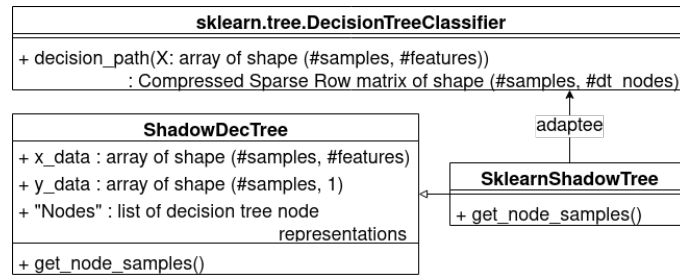 sklearn.tree.DecisionTreeClassifier
+ decision_path(X: array of shape (#samples, #features))
: Compressed Sparse Row matrix of shape (#samples, #dt_nodes)
adaptee
ShadowDecTree
+ x_data : array of shape (#samples, #features)
+ y_data : array of shape (#samples, 1)
+ "Nodes" : list of decision tree node
representations
+ get_node_samples()
SklearnShadowTree
+ get_node_samples()